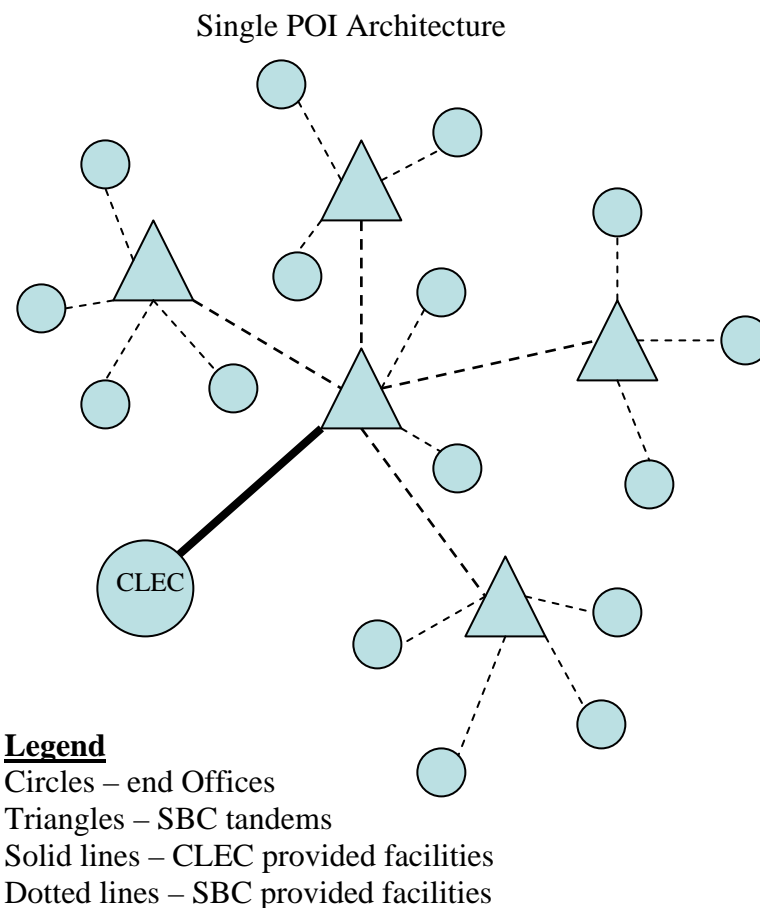 Single POI Architecture
CLEC
Legend
Circles – end Offices
Triangles – SBC tandems
Solid lines – CLEC provided facilities
Dotted lines – SBC provided facilities